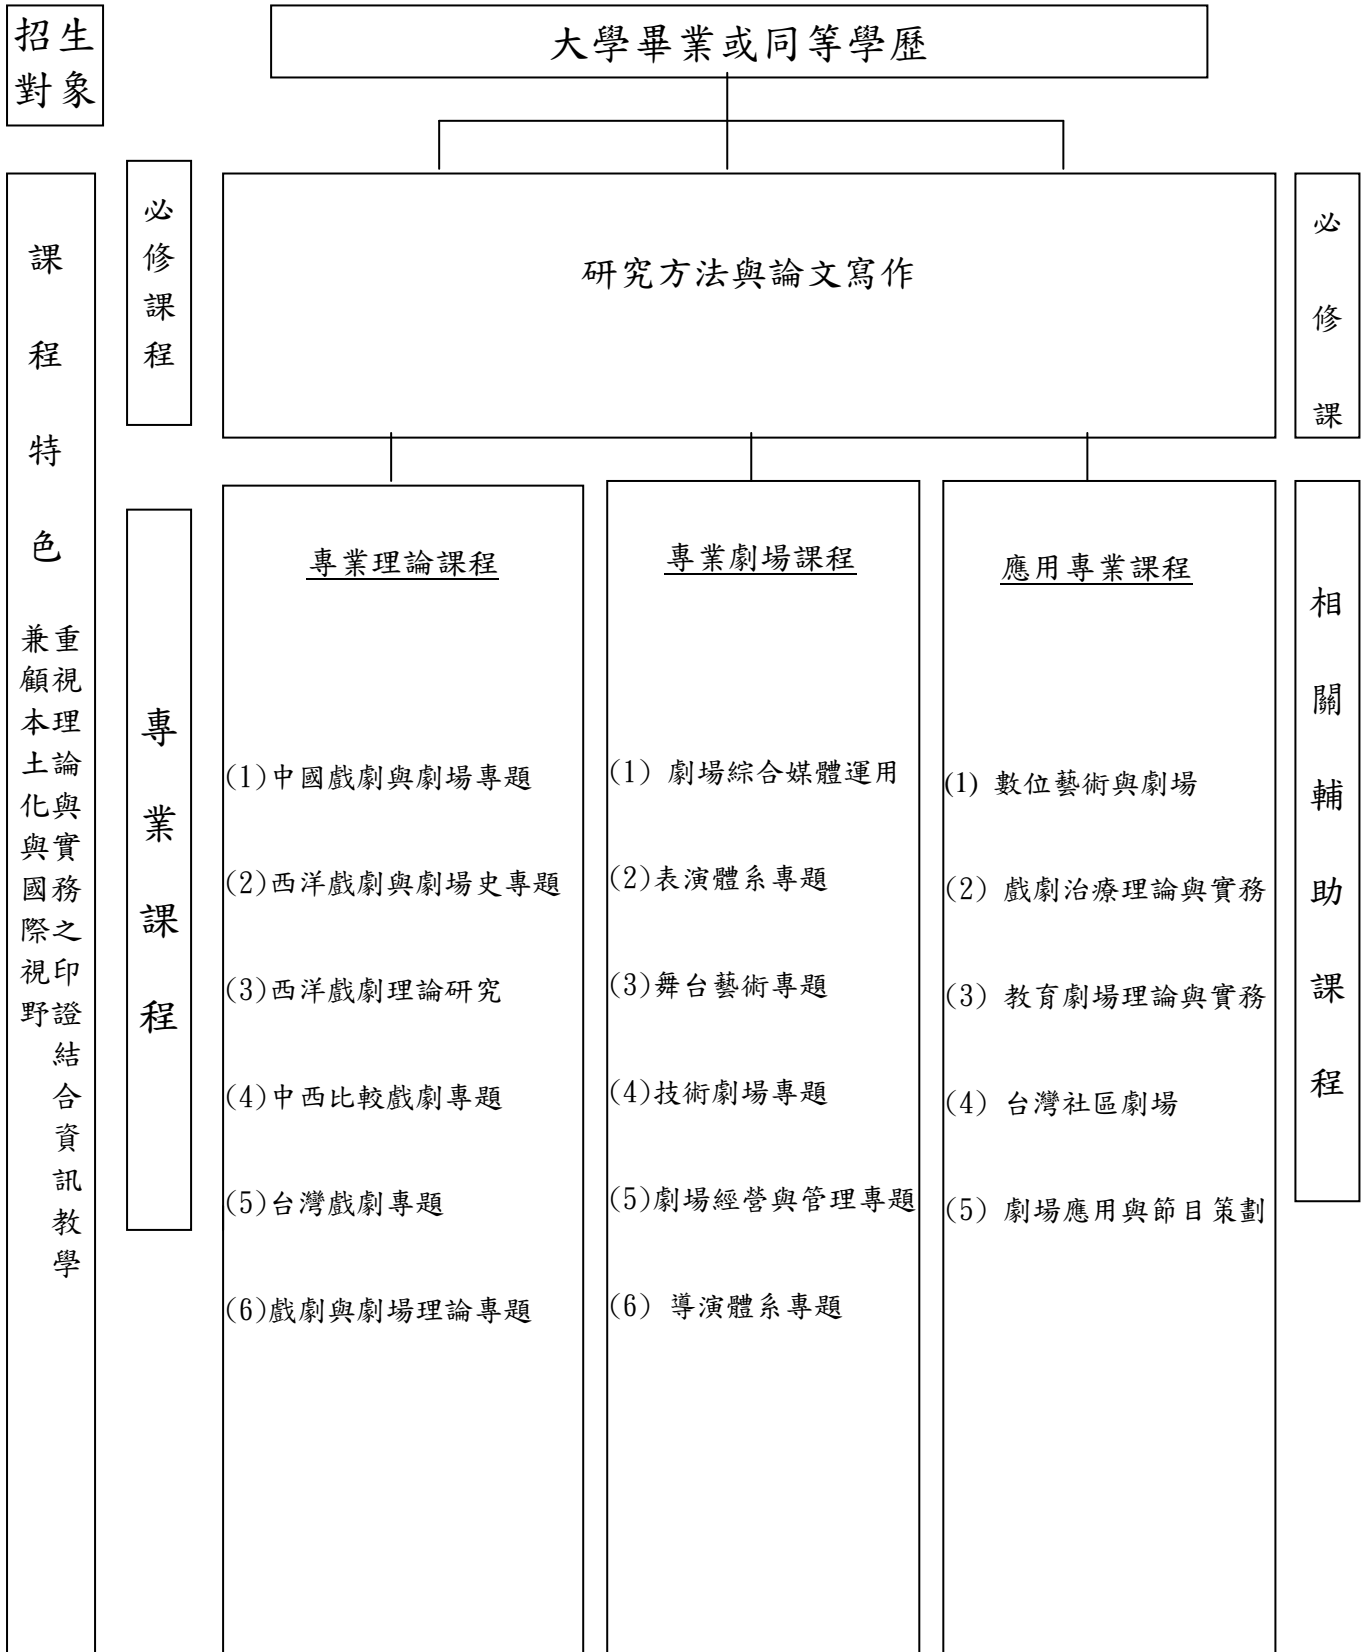 招生
對象
大學畢業或同等學歷
課程特色
重視理論與實務之印證結合資訊教學
兼顧本土化與國際視野
必修課程
研究方法與論文寫作
必修課
專業課程
專業理論課程
(1)中國戲劇與劇場專題
(2)西洋戲劇與劇場史專題
(3)西洋戲劇理論研究
(4)中西比較戲劇專題
(5)台灣戲劇專題
(6)戲劇與劇場理論專題
專業劇場課程
(1) 劇場綜合媒體運用
(2)表演體系專題
(3)舞台藝術專題
(4)技術劇場專題
(5)劇場經營與管理專題
(6) 導演體系專題
應用專業課程
(1) 數位藝術與劇場
(2) 戲劇治療理論與實務
(3) 教育劇場理論與實務
(4) 台灣社區劇場
(5) 劇場應用與節目策劃
相關輔助課程